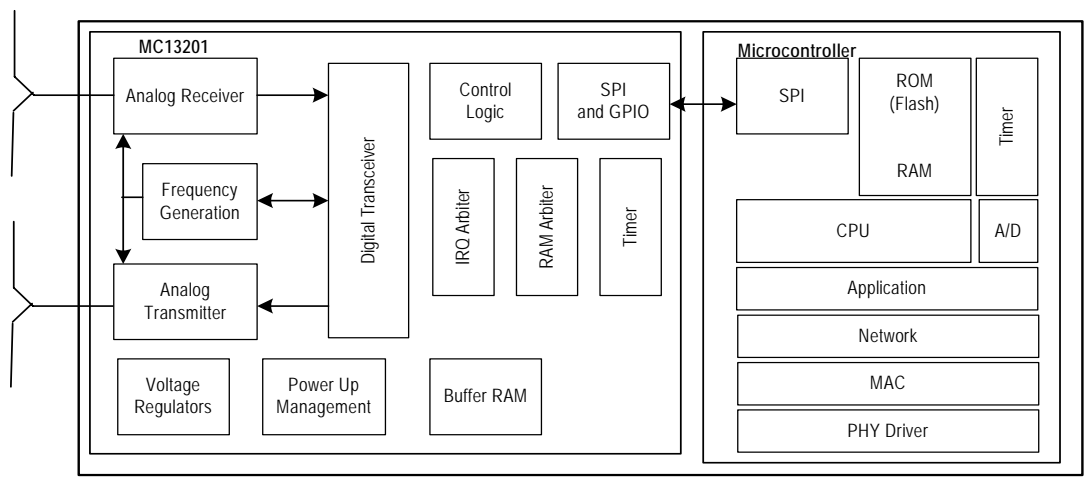 MC13201
Analog Receiver
Frequency
Generation
Analog
Transmitter
Digital Transceiver
Control
Logic
SPI
and GPIO
IRQ Arbiter
RAM Arbiter
Timer
Voltage
Regulators
Power Up
Management
Buffer RAM
Microcontroller
SPI
ROM
(Flash)
RAM
Timer
CPU
A/D
Application
Network
MAC
PHY Driver